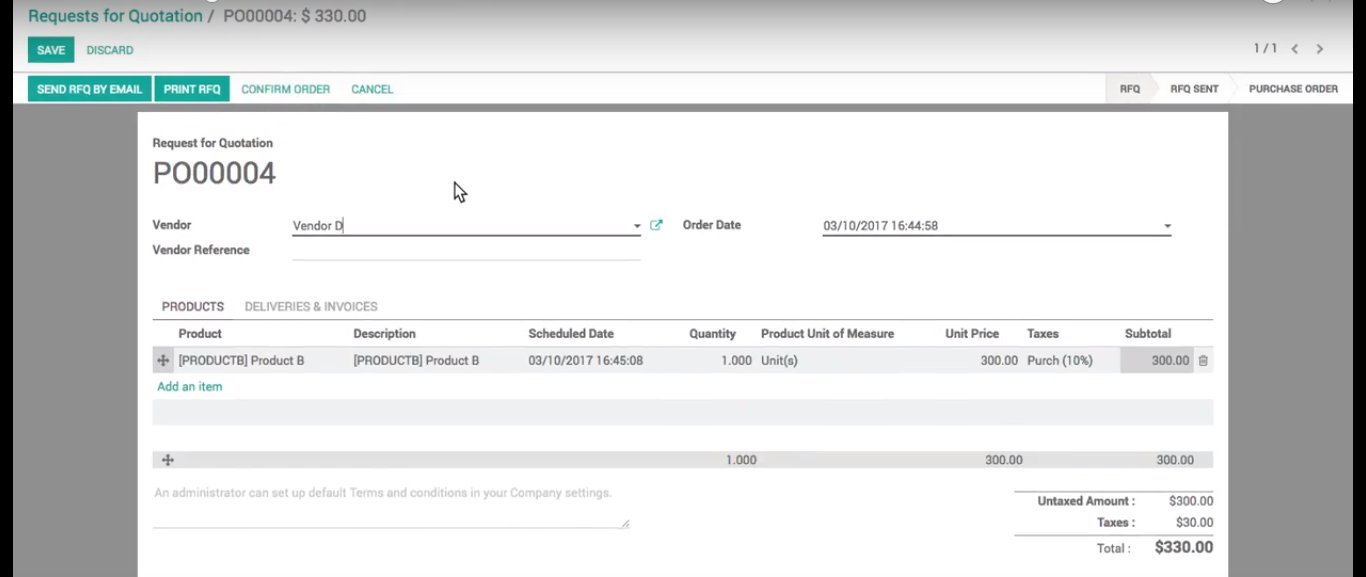 Requests for Quotation / PO00004: $ 330.00
SAVE DISCARD 1 / 1
SEND RFQ BY EMAIL PRINT RFQ CONFIRM ORDER CANCEL RFQ RFQ SENT PURCHASE ORDER
Request for Quotation
PO00004
Vendor Vendor D Order Date 03/10/2017 16:44:58
Vendor Reference
PRODUCTS DELIVERIES & INVOICES
Product Description Scheduled Date Quantity Product Unit of Measure Unit Price Taxes Subtotal
[PRODUCTB] Product B [PRODUCTB] Product B 03/10/2017 16:45:08 1.000 Unit(s) 300.00 Purch (10%) 300.00
Add an item
1.000 300.00 300.00
An administrator can set up default Terms and conditions in your Company settings.
Untaxed Amount : $300.00
Taxes : $30.00
Total : $330.00